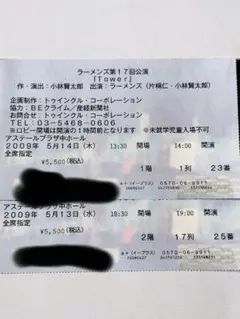 ラーメンズ第17回公演
「Tower」
作・演出：小林賢太郎 出演：ラーメンズ（片桐仁・小林賢太郎）
企画制作：トゥインクル・コーポレーション
協力：BEクライム／産経新聞社
お問合せ：トゥインクル・コーポレーション
TEL：03-5468-0606
※ロビー開場は開演の1時間前となります ※未就学児童入場不可
アステールプラザ中ホール
2009年 5月14日(木) 13:30 開場 14:00 開演
全席指定
¥5,500(税込) 1階 1列 23番
0570-06-9911
アステールプラザ中ホール
2009年 5月13日(水) 18:30 開場 19:00 開演
全席指定
¥5,500(税込) 2階 17列 25番
0570-06-9911